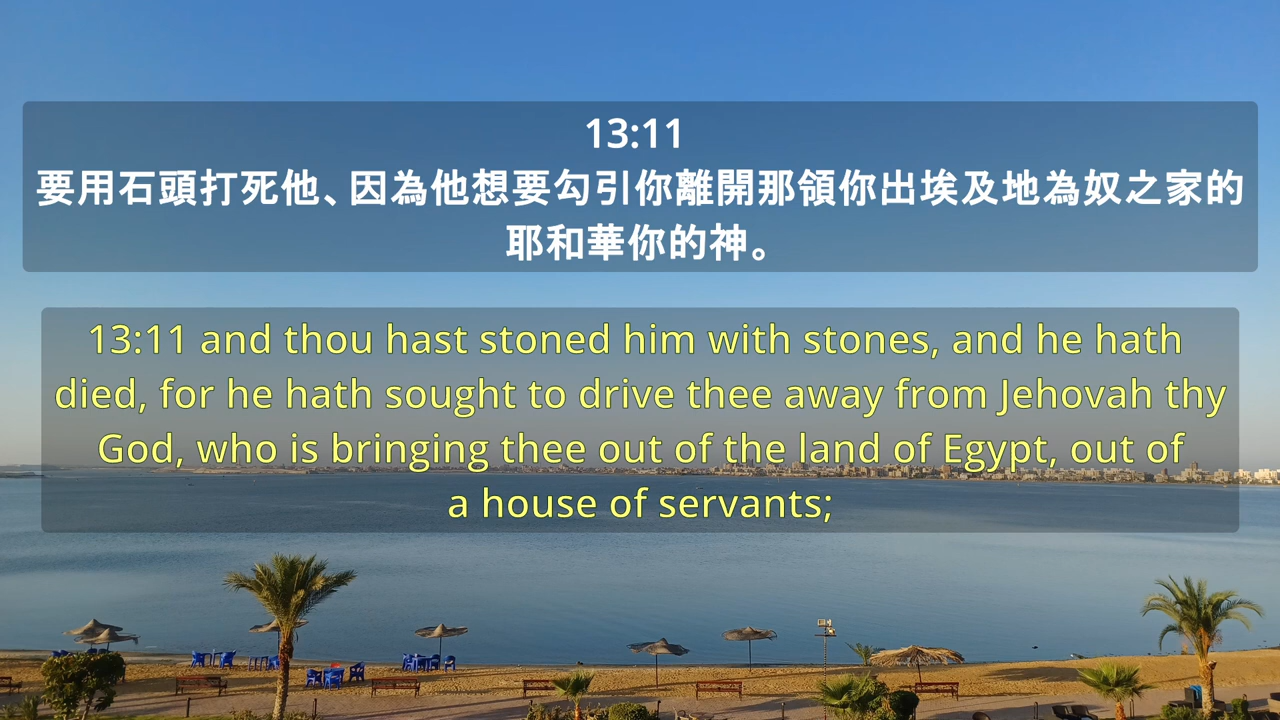 13:11
要用石頭打死他、因為他想要勾引你離開那領你出埃及地為奴之家的
耶和華你的神。
13:11 and thou hast stoned him with stones, and he hath
died, for he hath sought to drive thee away from Jehovah thy
God, who is bringing thee out of the land of Egypt, out of
a house of servants;